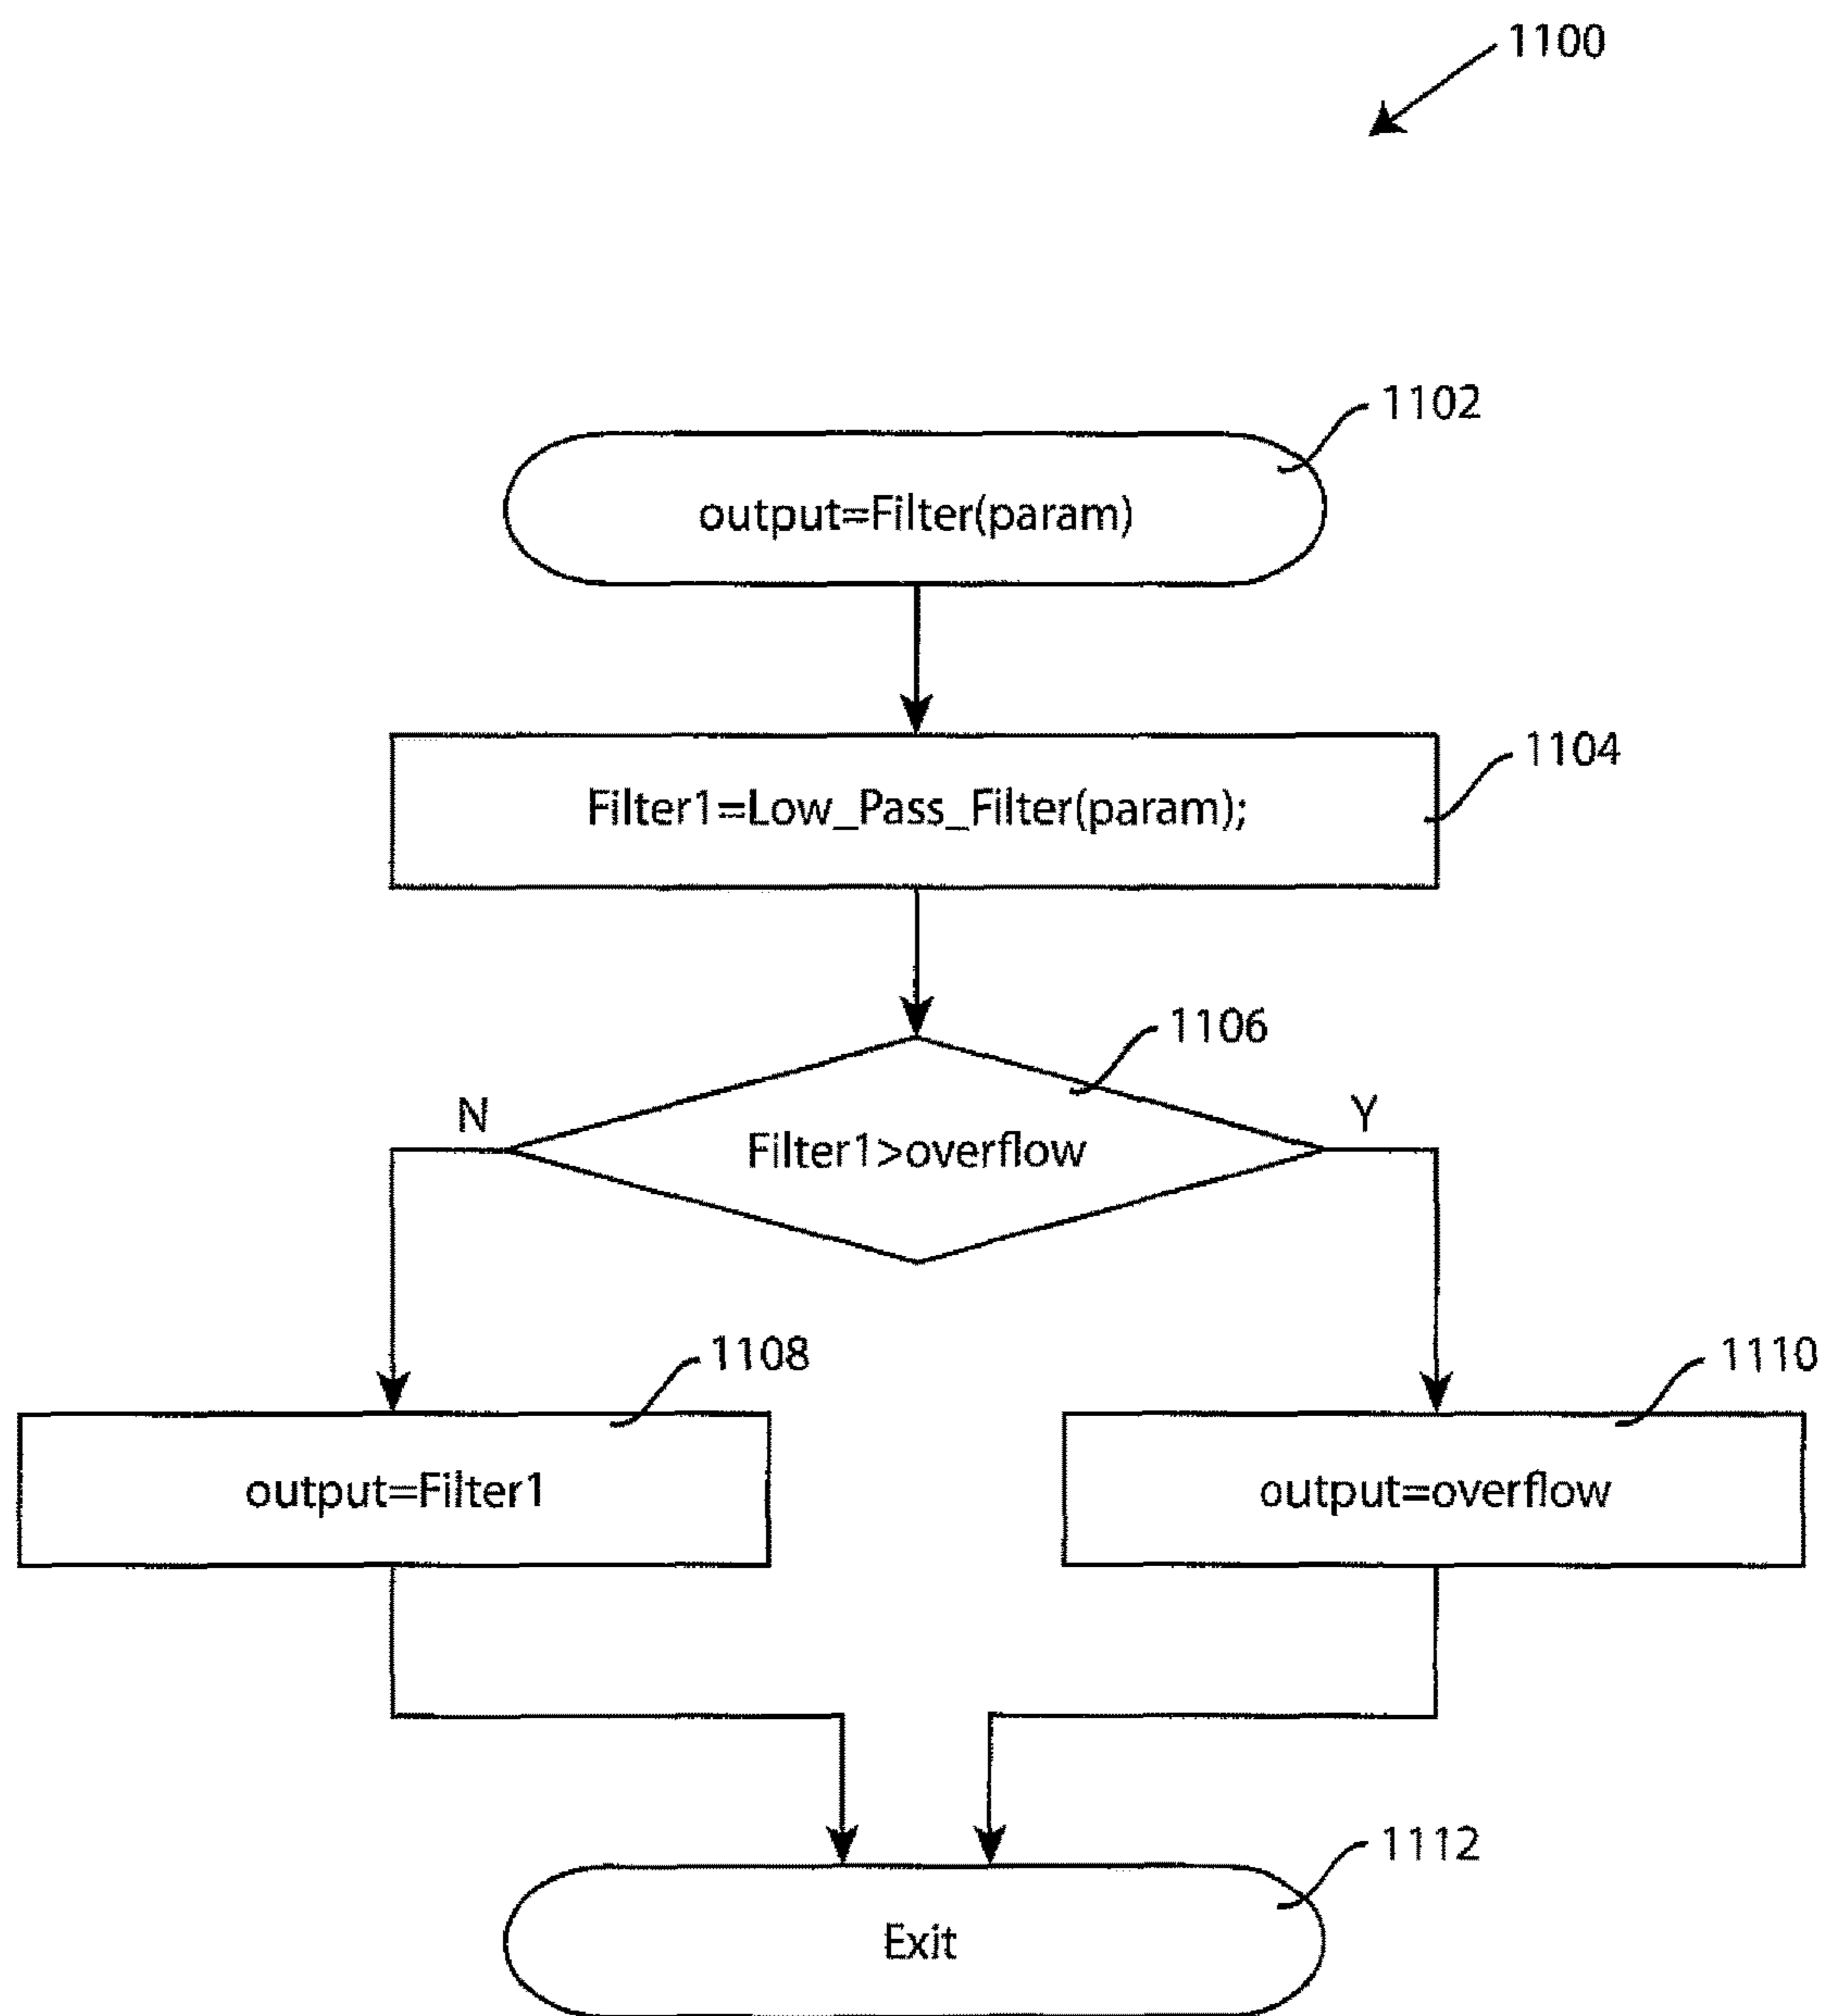 1100
1102
output=Filter(param)
1104
Filter1=Low_Pass_Filter(param);
1106
N
Y
Filter1>overflow
1108
1110
output=Filter1
output=overflow
1112
Exit